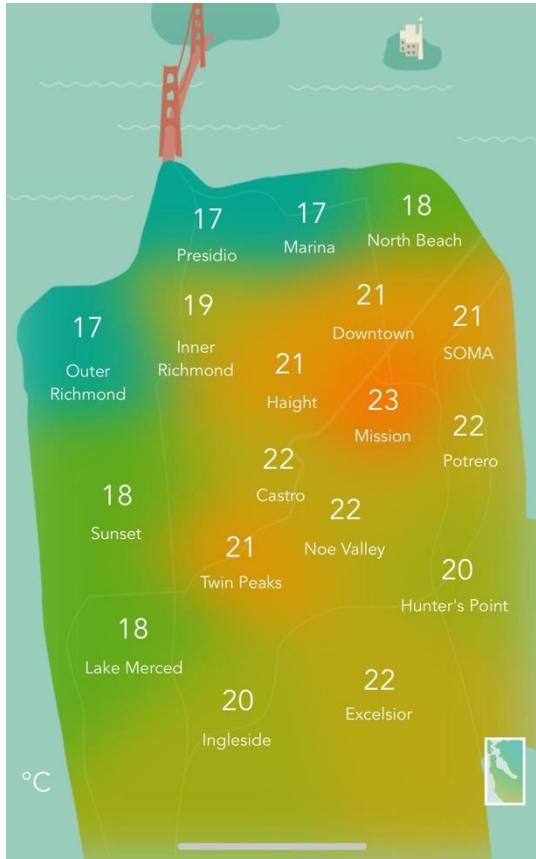 17
Presidio
17
Marina
18
North Beach
19
Inner
Richmond
21
Downtown
21
SOMA
17
Outer
Richmond
21
Haight
23
Mission
22
Potrero
22
Castro
18
Sunset
22
Noe Valley
21
Twin Peaks
20
Hunter's Point
18
Lake Merced
20
Ingleside
22
Excelsior
°C